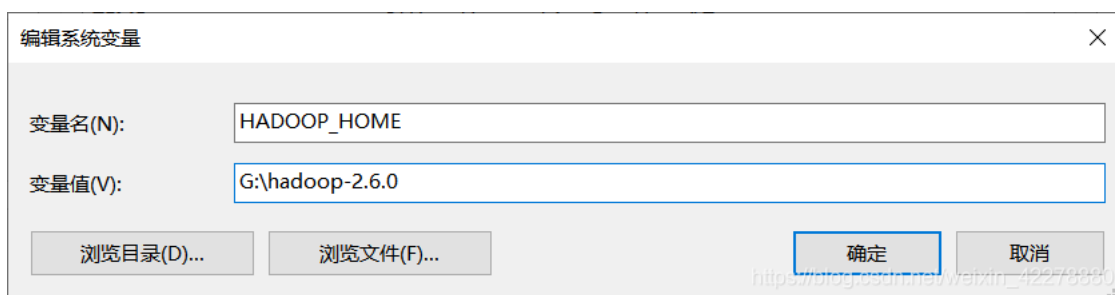 编辑系统变量
变量名(N):
HADOOP_HOME
变量值(V):
G:\hadoop-2.6.0
浏览目录(D)...
浏览文件(F)...
确定
取消
https://blog.csdn.net/weixin_42278880